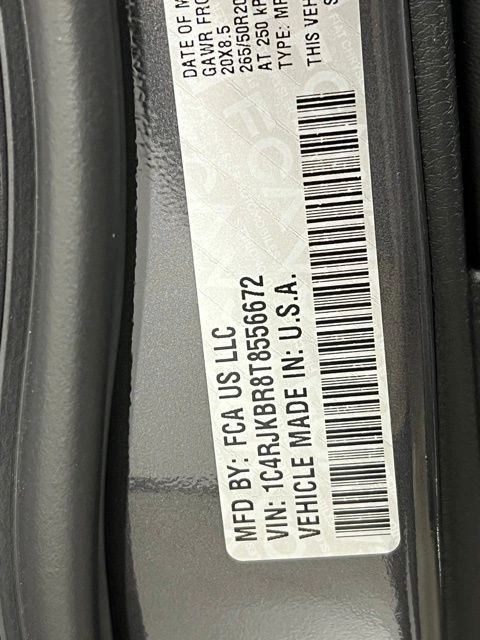 MFD BY: FCA US LLC
DATE OF M
GAWR FRO
20X8.5
265/50R20
AT 250 KP
VIN: 1C4RJKBR8T8556672
TYPE: MP
VEHICLE MADE IN: U.S.A.
THIS VEH